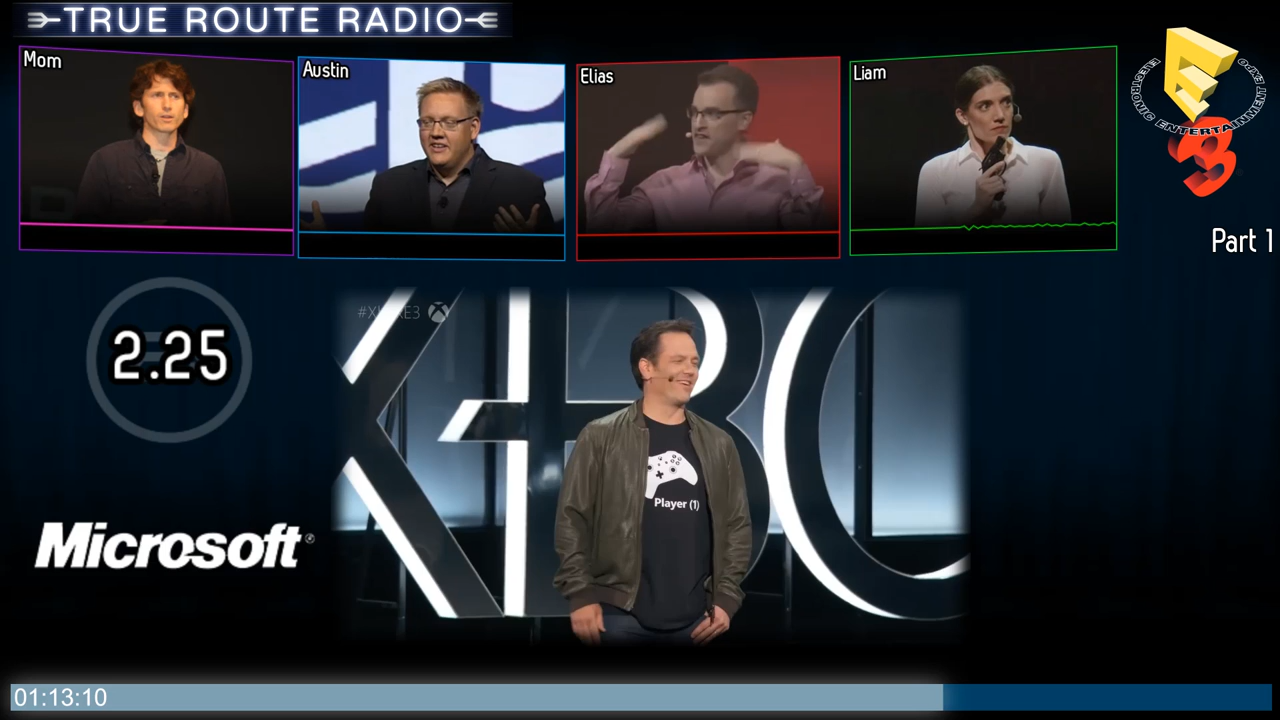 TRUE ROUTE RADIO
Mom
Austin
Elias
Liam
E3
ELECTRONIC ENTERTAINMENT EXPO
Part 1
2.25
XBO
Player (1)
Microsoft®
01:13:10